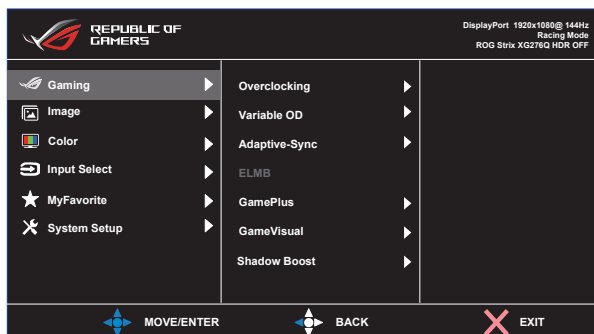 REPUBLIC OF
GAMERS
DisplayPort 1920x1080@ 144Hz
Racing Mode
ROG Strix XG276Q HDR OFF
Gaming
Image
Color
Input Select
MyFavorite
System Setup
Overclocking
Variable OD
Adaptive-Sync
ELMB
GamePlus
GameVisual
Shadow Boost
MOVE/ENTER
BACK
EXIT